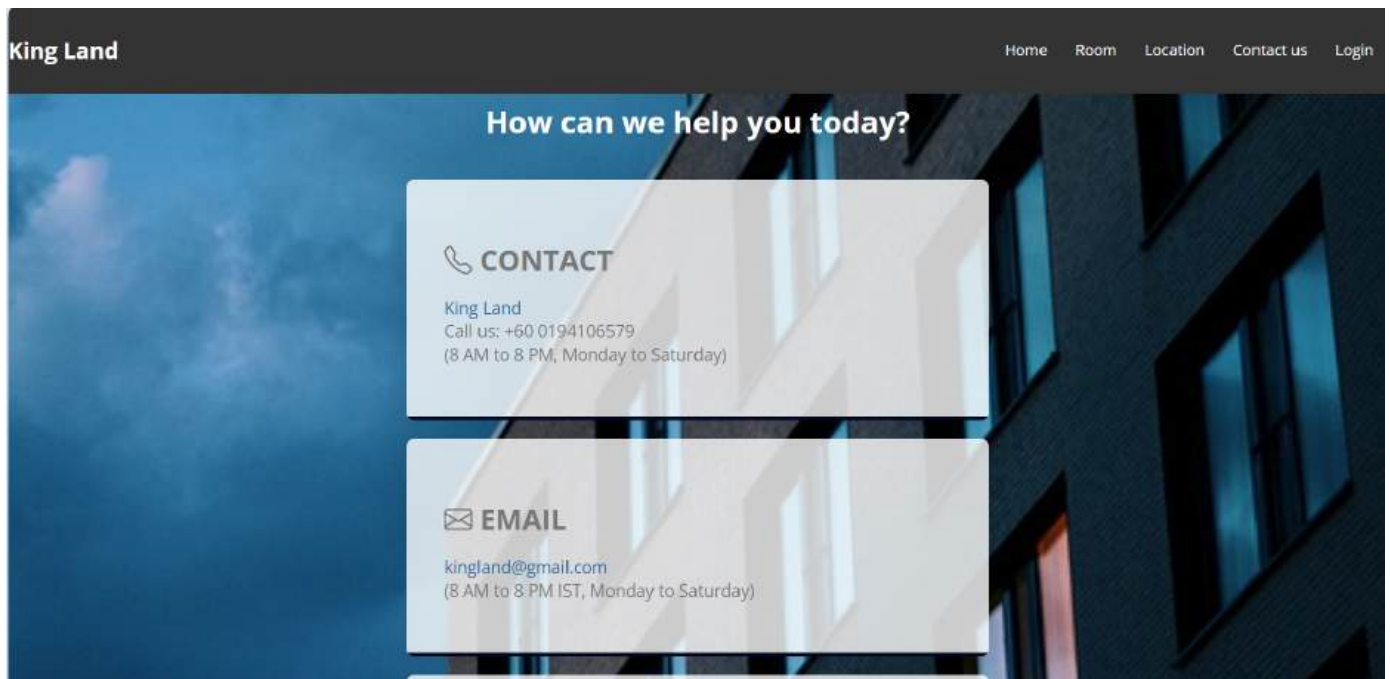 King Land
Home Room Location Contact us Login
How can we help you today?
CONTACT
King Land
Call us: +60 0194106579
(8 AM to 8 PM, Monday to Saturday)
EMAIL
kingland@gmail.com
(8 AM to 8 PM IST, Monday to Saturday)